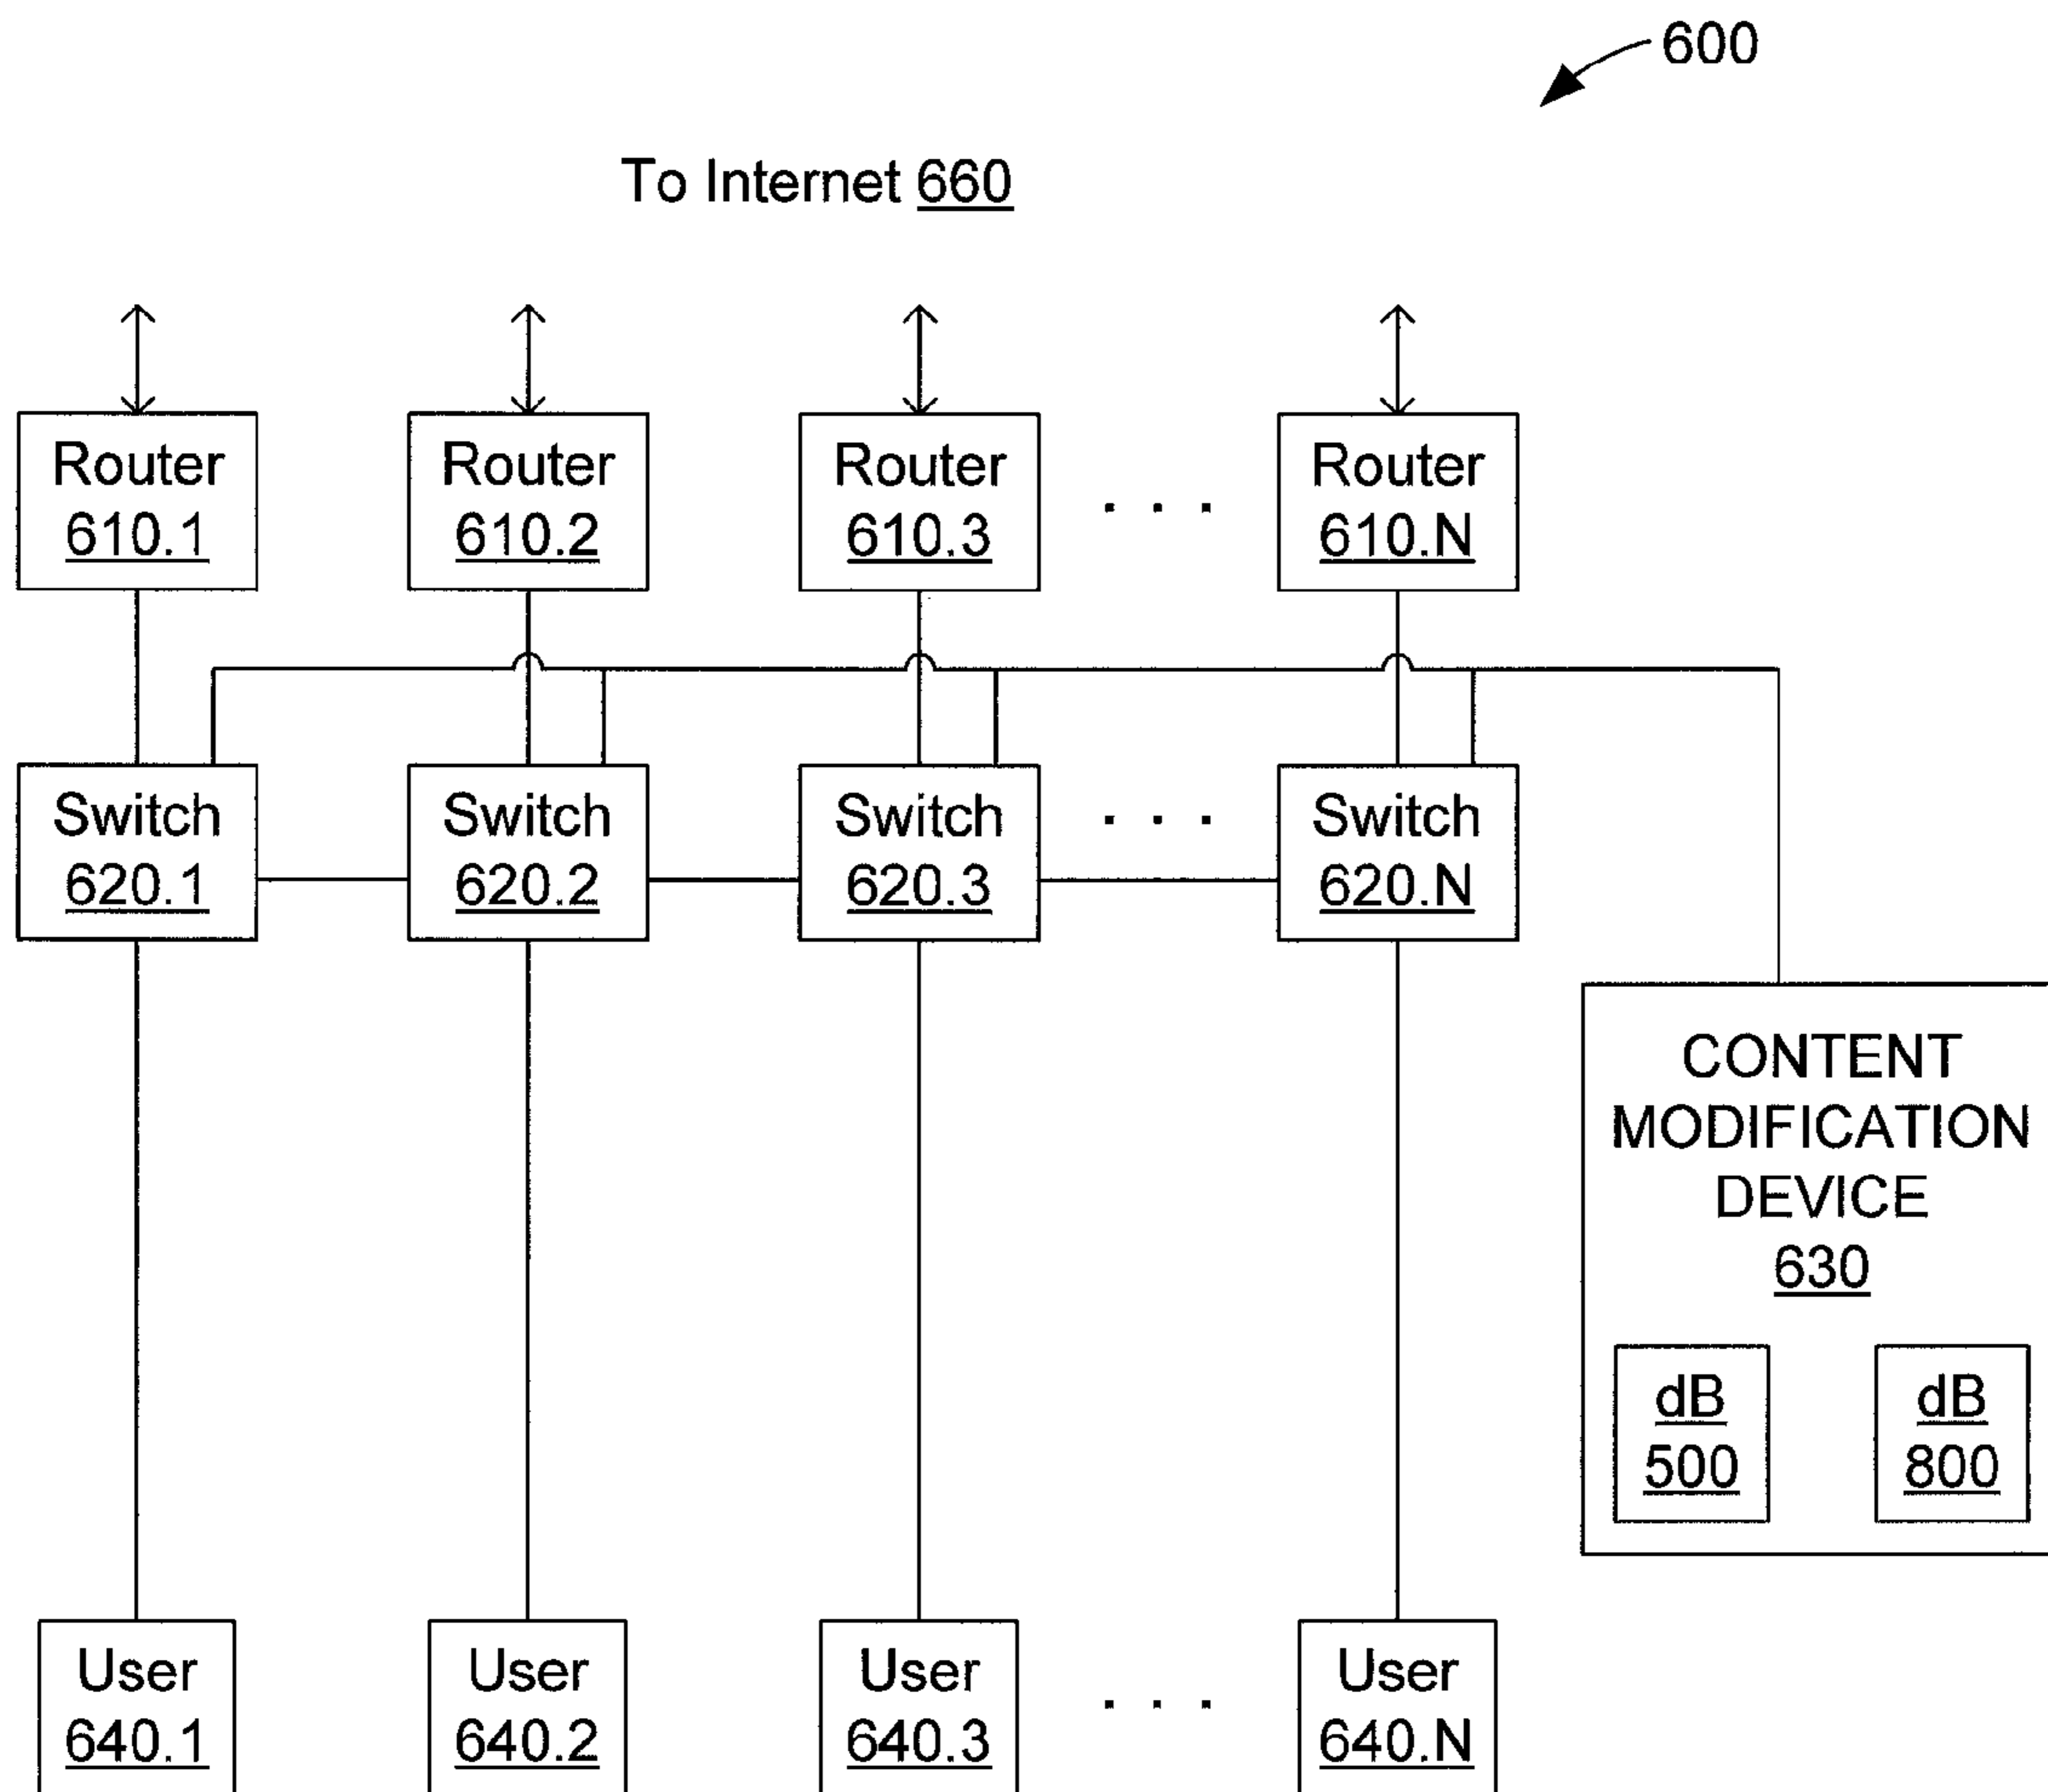 600
To Internet 660
Router
610.1
Router
610.2
Router
610.3
. . .
Router
610.N
Switch
620.1
Switch
620.2
Switch
620.3
. . .
Switch
620.N
CONTENT
MODIFICATION
DEVICE
630
dB
500
dB
800
User
640.1
User
640.2
User
640.3
. . .
User
640.N